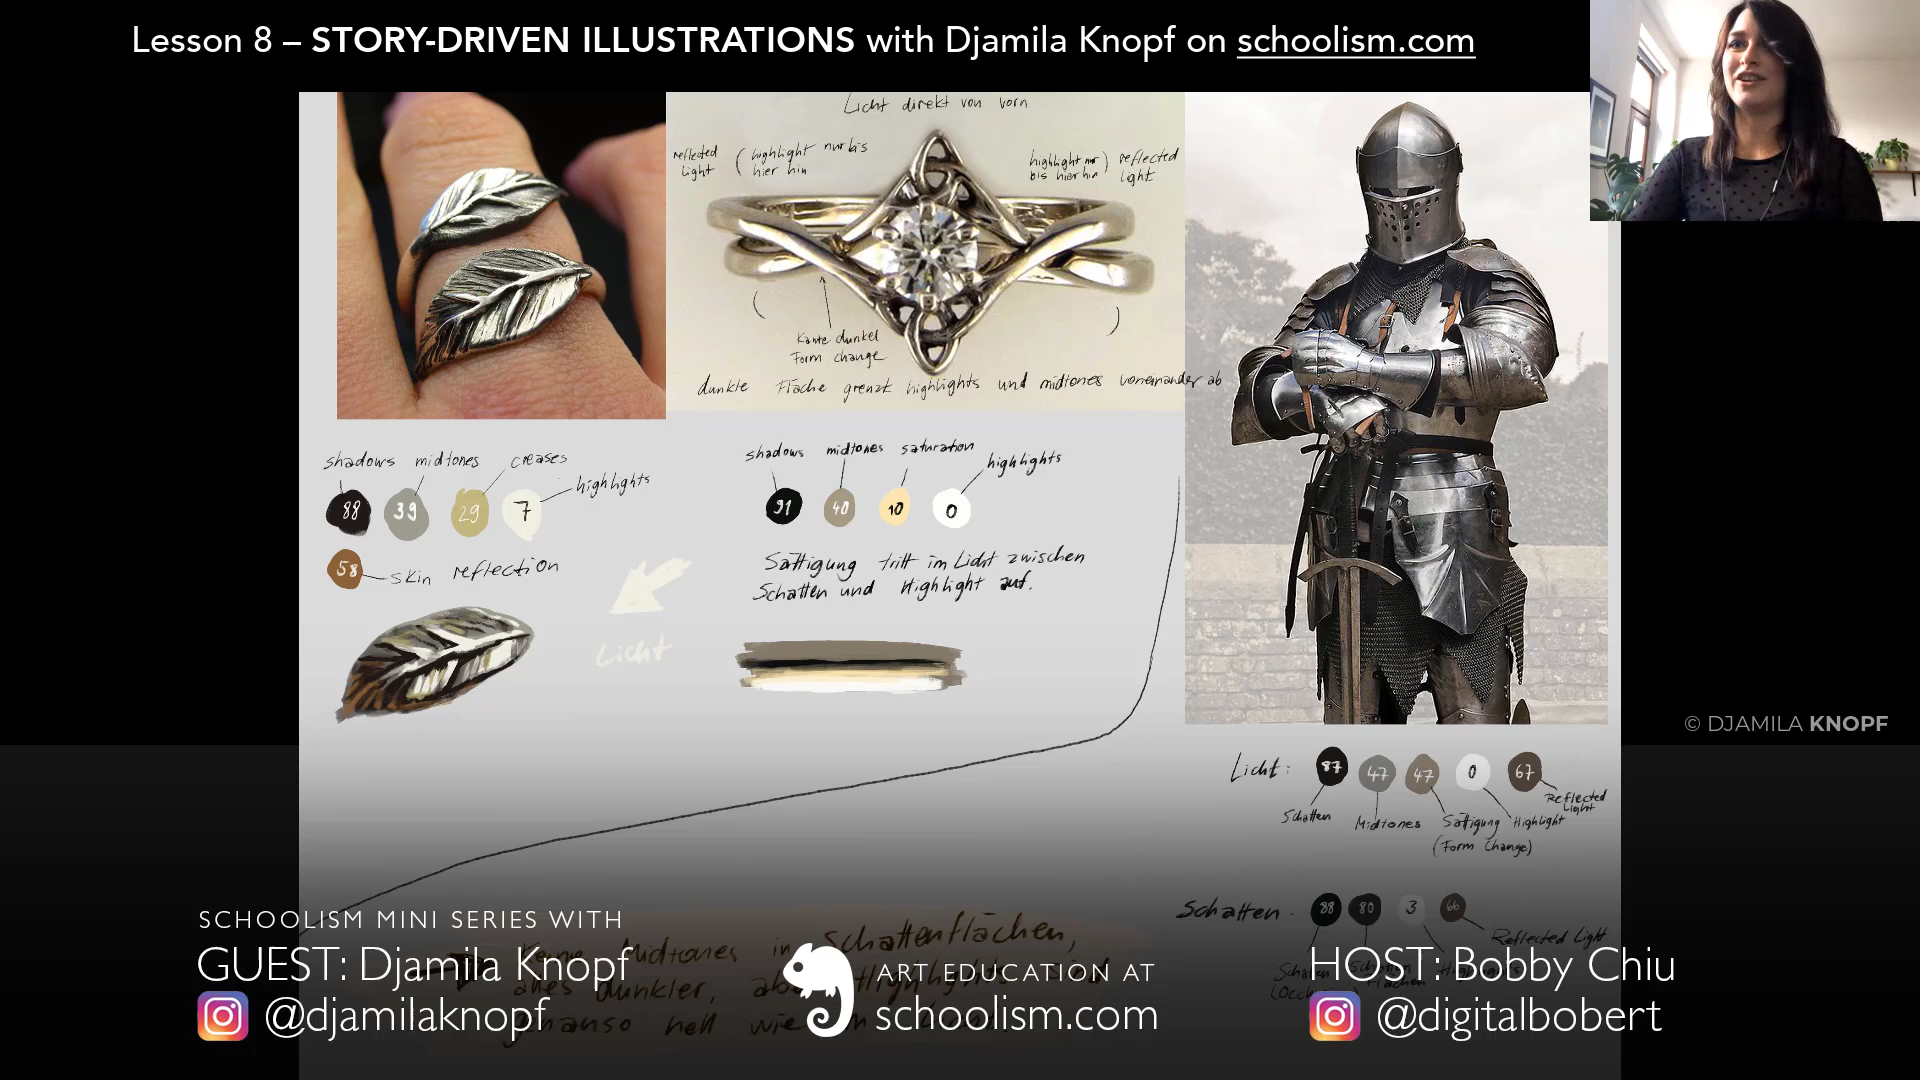 Lesson 8 – STORY-DRIVEN ILLUSTRATIONS with Djamila Knopf on schoolism.com
Licht direkt von vorn
reflected light
(highlight nur bis hier hin
highlight nur bis hier hin)
reflected light
Kante dunkel
Form change
dunkle Fläche grenzt highlights und midtones voneinander ab
shadows midtones creases
highlights
88 39 29 7
58 skin reflection
Licht
shadows midtones saturation
highlights
91 40 10 0
Sättigung tritt im Licht zwischen
Schatten und Highlight auf.
© DJAMILA KNOPF
Licht: 87 47 47 0 67
Reflected Light
Schatten Midtones Sättigung Highlight
(Form Change)
Schatten: 88 80 3 66
Reflected Light
Midtones in Schattenflächen,
dunkler,
hell wie
SCHOOLISM MINI SERIES WITH
GUEST: Djamila Knopf
@djamilaknopf
ART EDUCATION AT
schoolism.com
HOST: Bobby Chiu
@digitalbobert